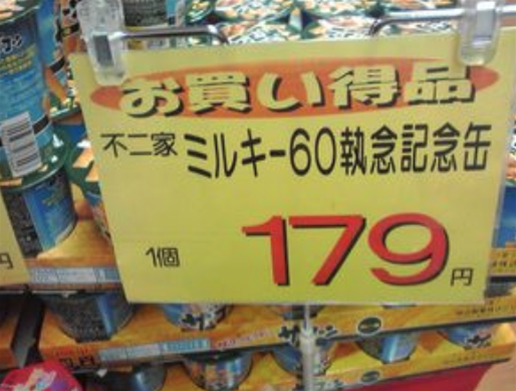 お買い得品
不二家 ミルキー60執念記念缶
1個 179円
円